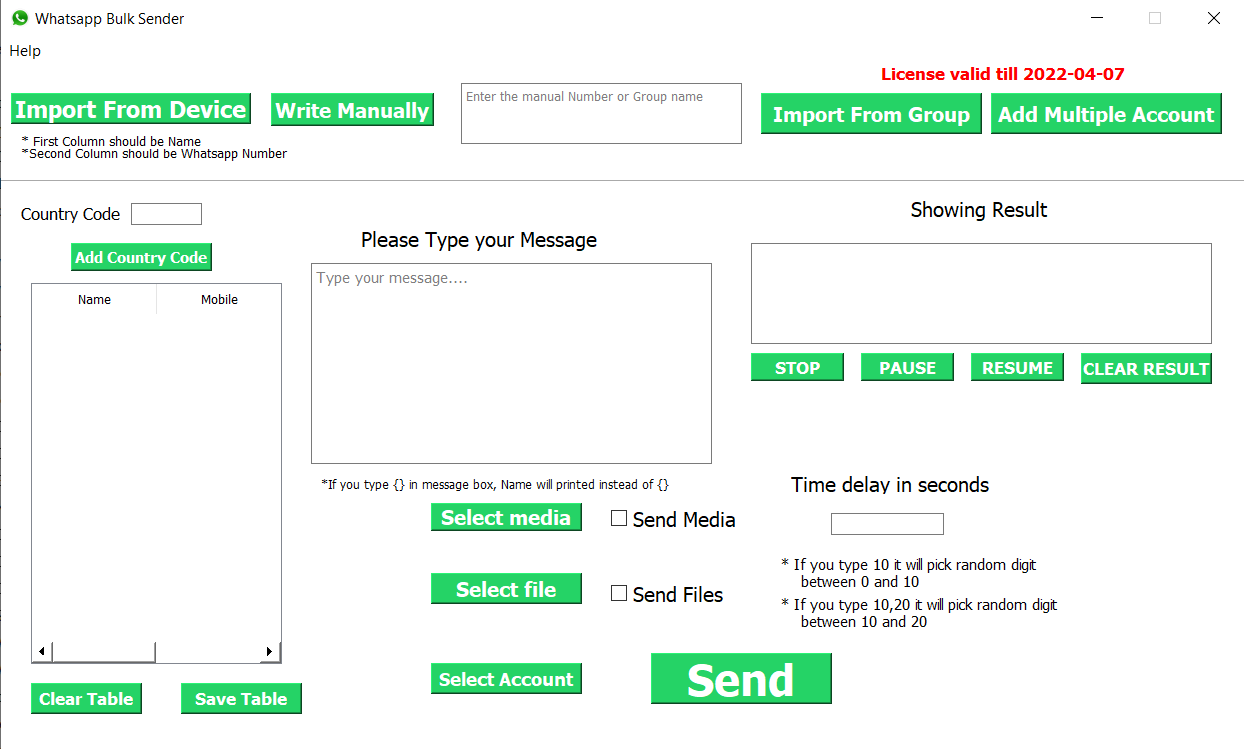 Whatsapp Bulk Sender
Help
License valid till 2022-04-07
Import From Device
Write Manually
Enter the manual Number or Group name
Import From Group
Add Multiple Account
* First Column should be Name
*Second Column should be Whatsapp Number
Country Code
Showing Result
Please Type your Message
Add Country Code
Type your message....
Name
Mobile
STOP
PAUSE
RESUME
CLEAR RESULT
*If you type {} in message box, Name will printed instead of {}
Time delay in seconds
Select media
Send Media
* If you type 10 it will pick random digit
between 0 and 10
Select file
Send Files
* If you type 10,20 it will pick random digit
between 10 and 20
Select Account
Send
Clear Table
Save Table